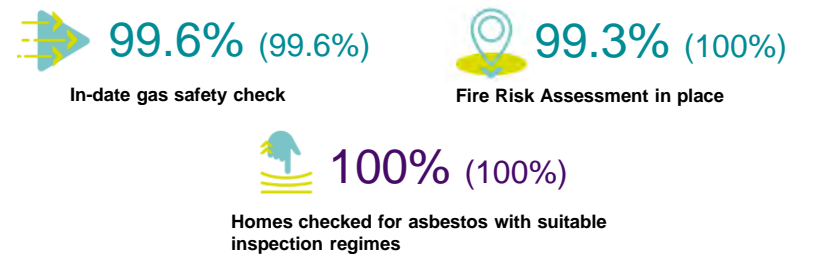 99.6% (99.6%)
In-date gas safety check
99.3% (100%)
Fire Risk Assessment in place
100% (100%)
Homes checked for asbestos with suitable
inspection regimes